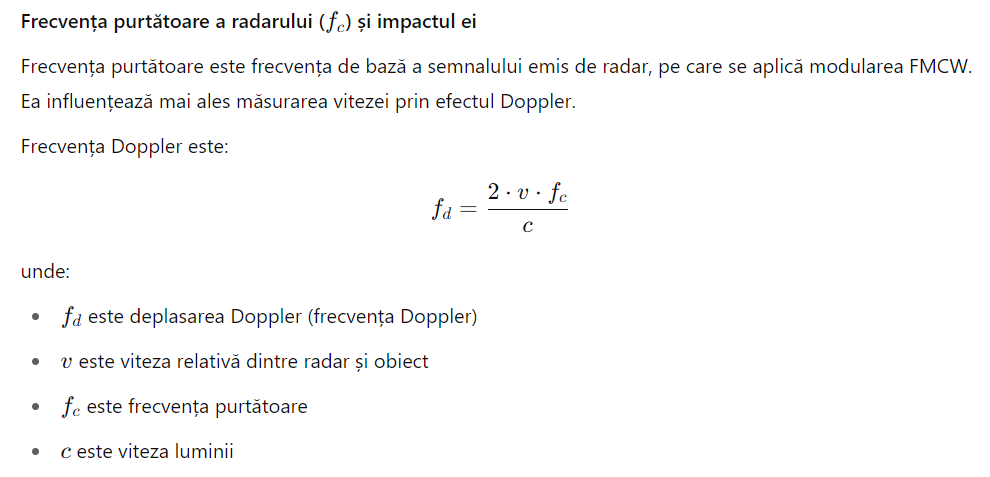 Frecvența purtătoare a radarului (f_c) și impactul ei
Frecvența purtătoare este frecvența de bază a semnalului emis de radar, pe care se aplică modularea FMCW.
Ea influențează mai ales măsurarea vitezei prin efectul Doppler.
Frecvența Doppler este:
f_d = \frac{2 \cdot v \cdot f_c}{c}
unde:
• f_d este deplasarea Doppler (frecvența Doppler)
• v este viteza relativă dintre radar și obiect
• f_c este frecvența purtătoare
• c este viteza luminii